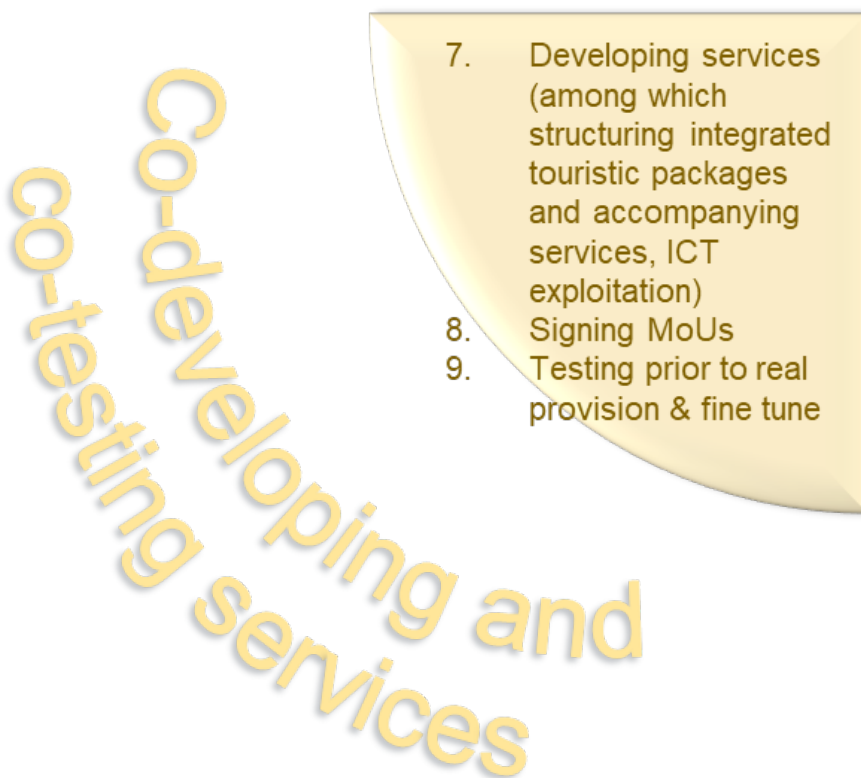 7. Developing services
(among which
structuring integrated
touristic packages
and accompanying
services, ICT
exploitation)
8. Signing MoUs
9. Testing prior to real
provision & fine tune
Co-developing and
co-testing services